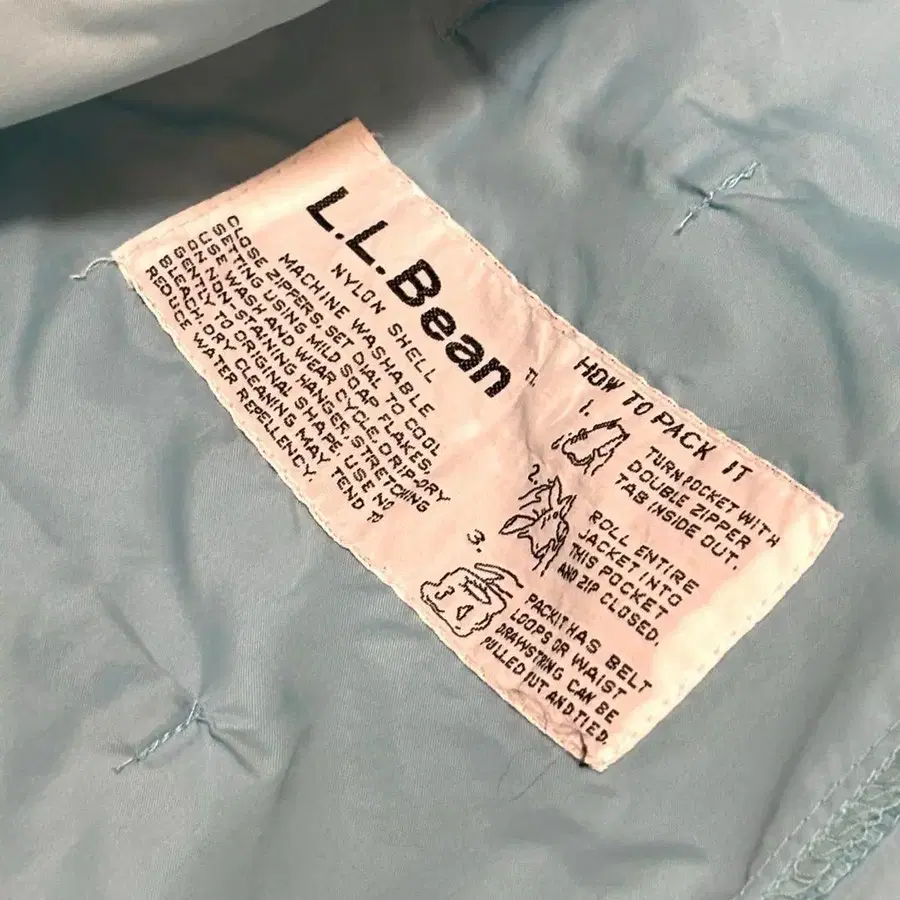 L.L.Bean
NYLON SHELL
MACHINE WASHABLE
CLOSE ZIPPERS, SET DIAL TO COOL
SETTING USING MILD SOAP FLAKES,
USE WASH AND WEAR CYCLE, DRIP-DRY
ON NON-STAINING HANGER, STRETCHING
GENTLY TO ORIGINAL SHAPE. USE NO
BLEACH. DRY CLEANING MAY TEND TO
REDUCE WATER REPELLENCY.
HOW TO PACK IT
1.
TURN POCKET WITH
DOUBLE ZIPPER
TAB INSIDE OUT.
2.
ROLL ENTIRE
JACKET INTO
THIS POCKET
AND ZIP CLOSED.
3.
PACKIT HAS BELT
LOOPS OR WAIST
DRAWSTRING CAN BE
PULLED OUT AND TIED.